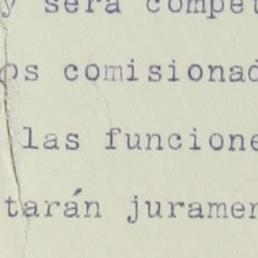 y será compet
os comisionad
las funcione
tarán juramen